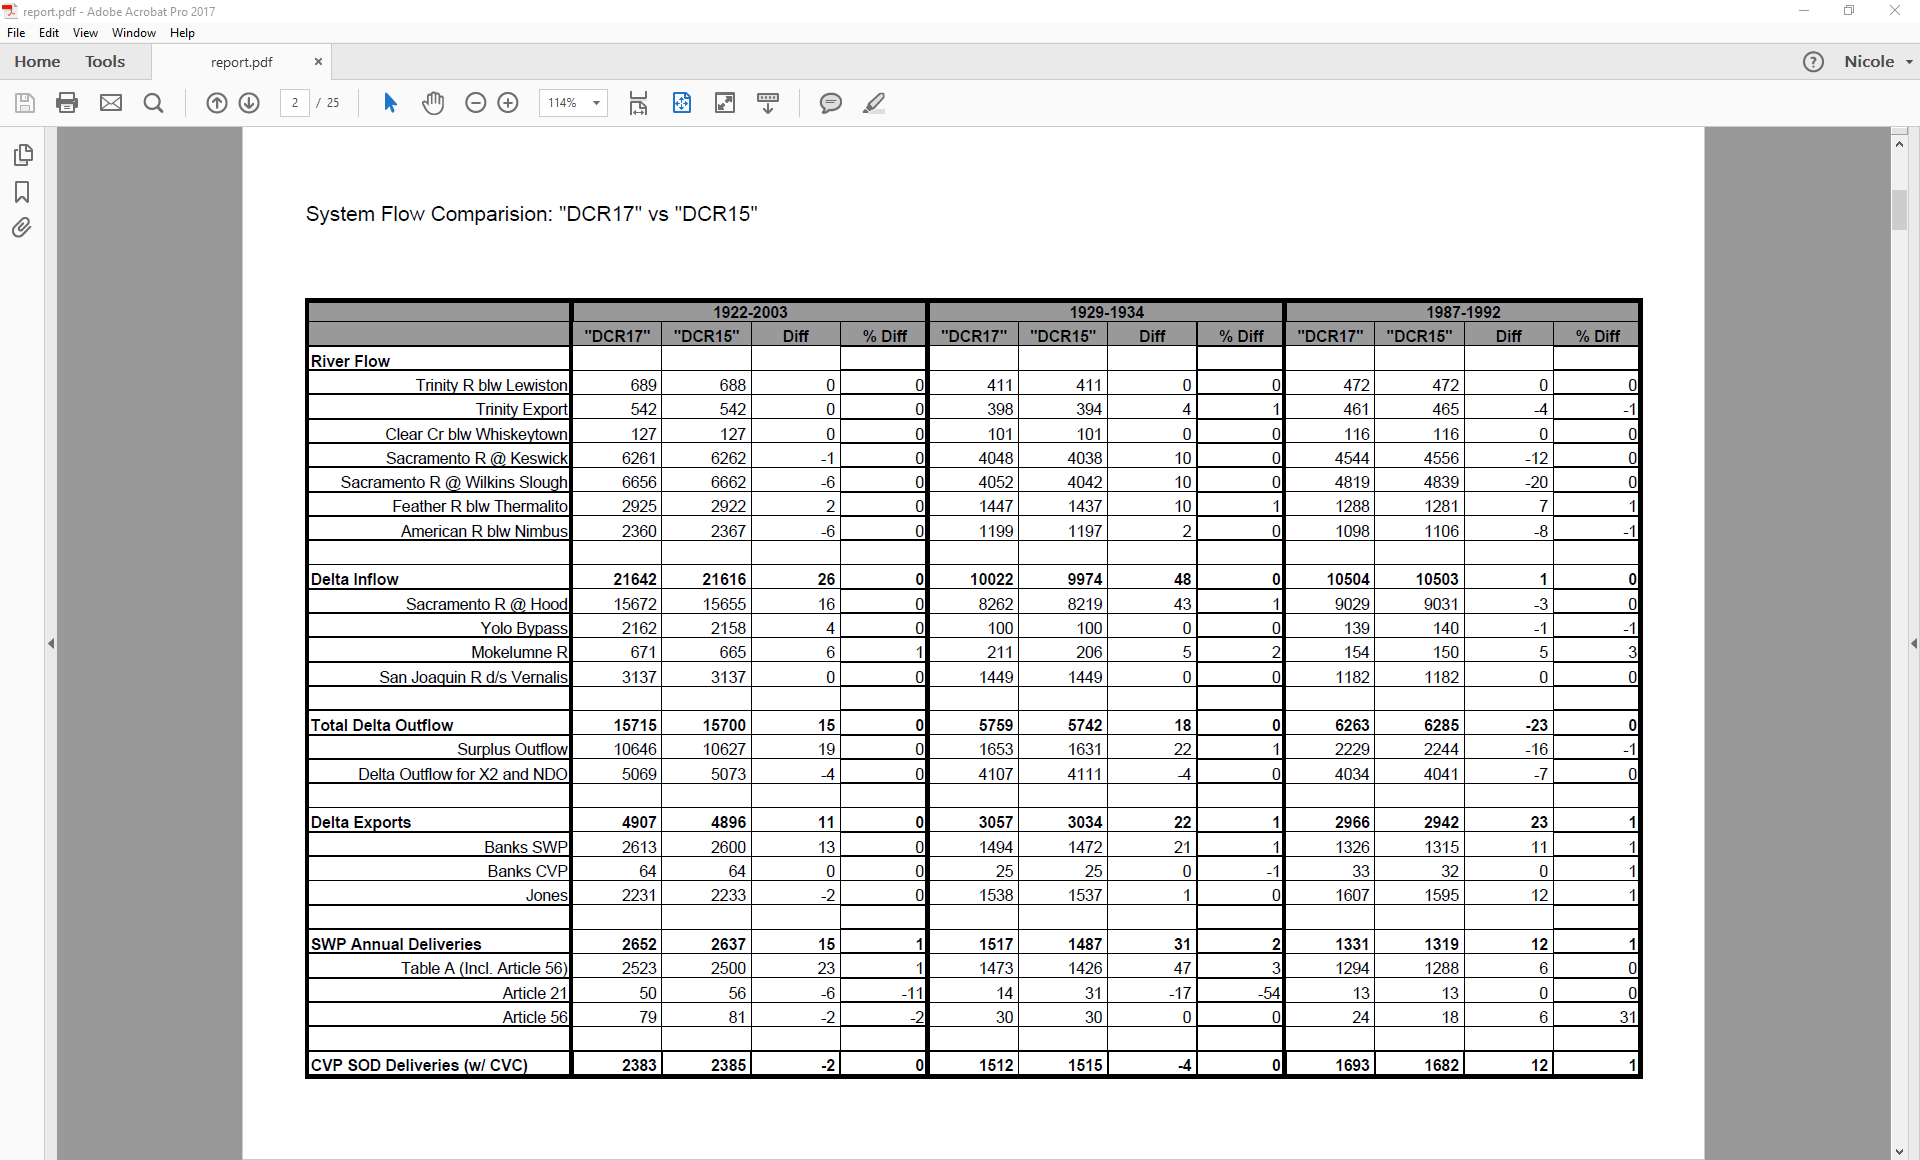 report.pdf - Adobe Acrobat Pro 2017
File Edit View Window Help
Home Tools report.pdf × ? Nicole
2 / 25 114%
System Flow Comparision: "DCR17" vs "DCR15"
1922-2003 1929-1934 1987-1992
"DCR17" "DCR15" Diff % Diff "DCR17" "DCR15" Diff % Diff "DCR17" "DCR15" Diff % Diff
River Flow
Trinity R blw Lewiston 689 688 0 0 411 411 0 0 472 472 0 0
Trinity Export 542 542 0 0 398 394 4 1 461 465 -4 -1
Clear Cr blw Whiskeytown 127 127 0 0 101 101 0 0 116 116 0 0
Sacramento R @ Keswick 6261 6262 -1 0 4048 4038 10 0 4544 4556 -12 0
Sacramento R @ Wilkins Slough 6656 6662 -6 0 4052 4042 10 0 4819 4839 -20 0
Feather R blw Thermalito 2925 2922 2 0 1447 1437 10 1 1288 1281 7 1
American R blw Nimbus 2360 2367 -6 0 1199 1197 2 0 1098 1106 -8 -1
Delta Inflow 21642 21616 26 0 10022 9974 48 0 10504 10503 1 0
Sacramento R @ Hood 15672 15655 16 0 8262 8219 43 1 9029 9031 -3 0
Yolo Bypass 2162 2158 4 0 100 100 0 0 139 140 -1 -1
Mokelumne R 671 665 6 1 211 206 5 2 154 150 5 3
San Joaquin R d/s Vernalis 3137 3137 0 0 1449 1449 0 0 1182 1182 0 0
Total Delta Outflow 15715 15700 15 0 5759 5742 18 0 6263 6285 -23 0
Surplus Outflow 10646 10627 19 0 1653 1631 22 1 2229 2244 -16 -1
Delta Outflow for X2 and NDO 5069 5073 -4 0 4107 4111 -4 0 4034 4041 -7 0
Delta Exports 4907 4896 11 0 3057 3034 22 1 2966 2942 23 1
Banks SWP 2613 2600 13 0 1494 1472 21 1 1326 1315 11 1
Banks CVP 64 64 0 0 25 25 0 -1 33 32 0 1
Jones 2231 2233 -2 0 1538 1537 1 0 1607 1595 12 1
SWP Annual Deliveries 2652 2637 15 1 1517 1487 31 2 1331 1319 12 1
Table A (Incl. Article 56) 2523 2500 23 1 1473 1426 47 3 1294 1288 6 0
Article 21 50 56 -6 -11 14 31 -17 -54 13 13 0 0
Article 56 79 81 -2 -2 30 30 0 0 24 18 6 31
CVP SOD Deliveries (w/ CVC) 2383 2385 -2 0 1512 1515 -4 0 1693 1682 12 1